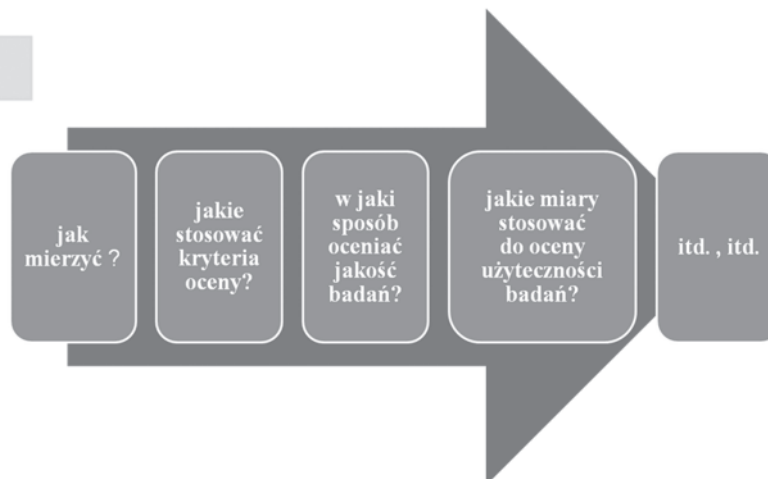 jak
mierzyć ?
jakie
stosować
kryteria
oceny?
w jaki
sposób
oceniać
jakość
badań?
jakie miary
stosować
do oceny
użyteczności
badań?
itd. , itd.